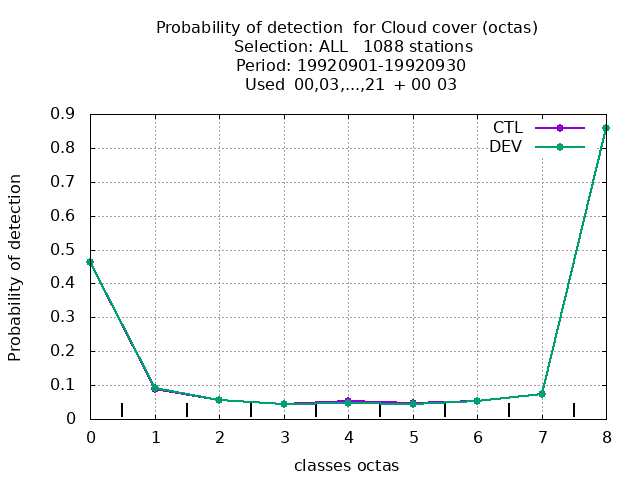 Probability of detection  for Cloud cover (octas)
Selection: ALL   1088 stations
Period: 19920901-19920930
Used  00,03,...,21  + 00 03
CTL
DEV
0.9
0.8
0.7
0.6
0.5
0.4
0.3
0.2
0.1
0
Probability of detection
0 1 2 3 4 5 6 7 8
classes octas